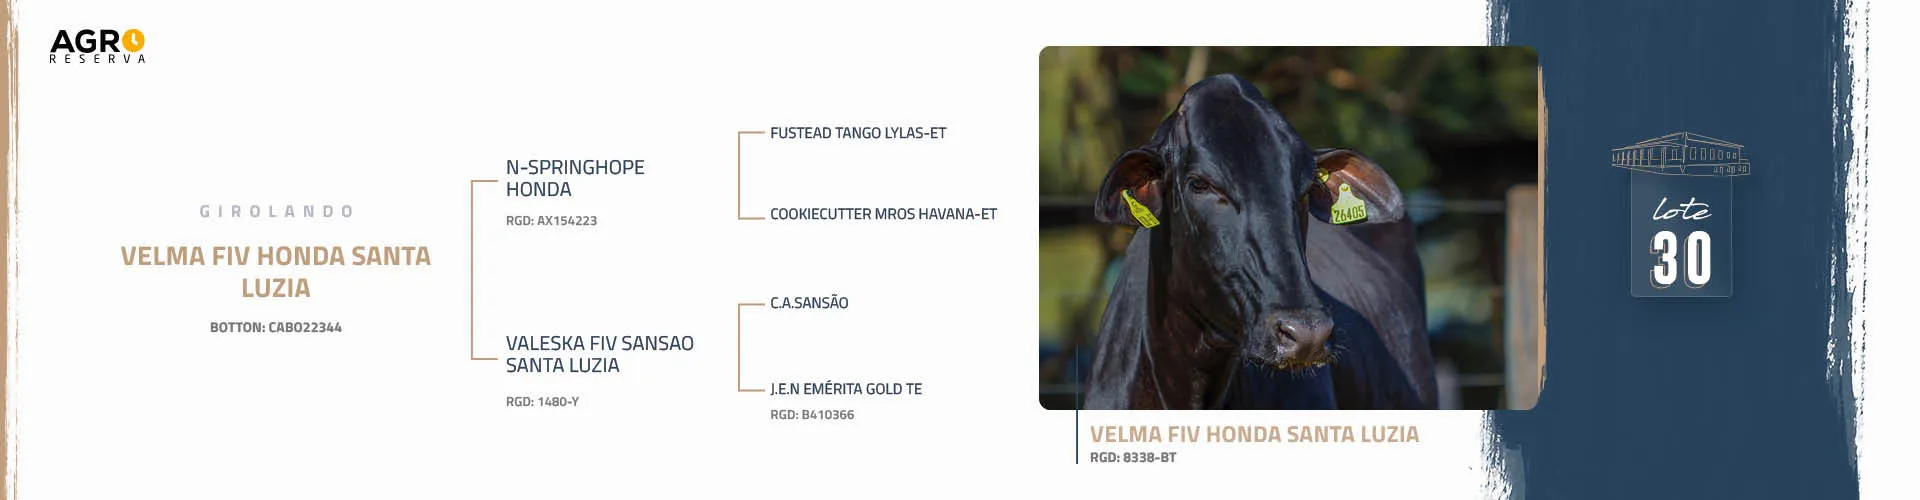 AGRO
RESERVA
GIROLANDO
VELMA FIV HONDA SANTA
LUZIA
BOTTON: CABO22344
N-SPRINGHOPE
HONDA
RGD: AX154223
VALESKA FIV SANSAO
SANTA LUZIA
RGD: 1480-Y
FUSTEAD TANGO LYLAS-ET
COOKIECUTTER MROS HAVANA-ET
C.A.SANSÃO
J.E.N EMÉRITA GOLD TE
RGD: B410366
26405
VELMA FIV HONDA SANTA LUZIA
RGD: 8338-BT
lote
30